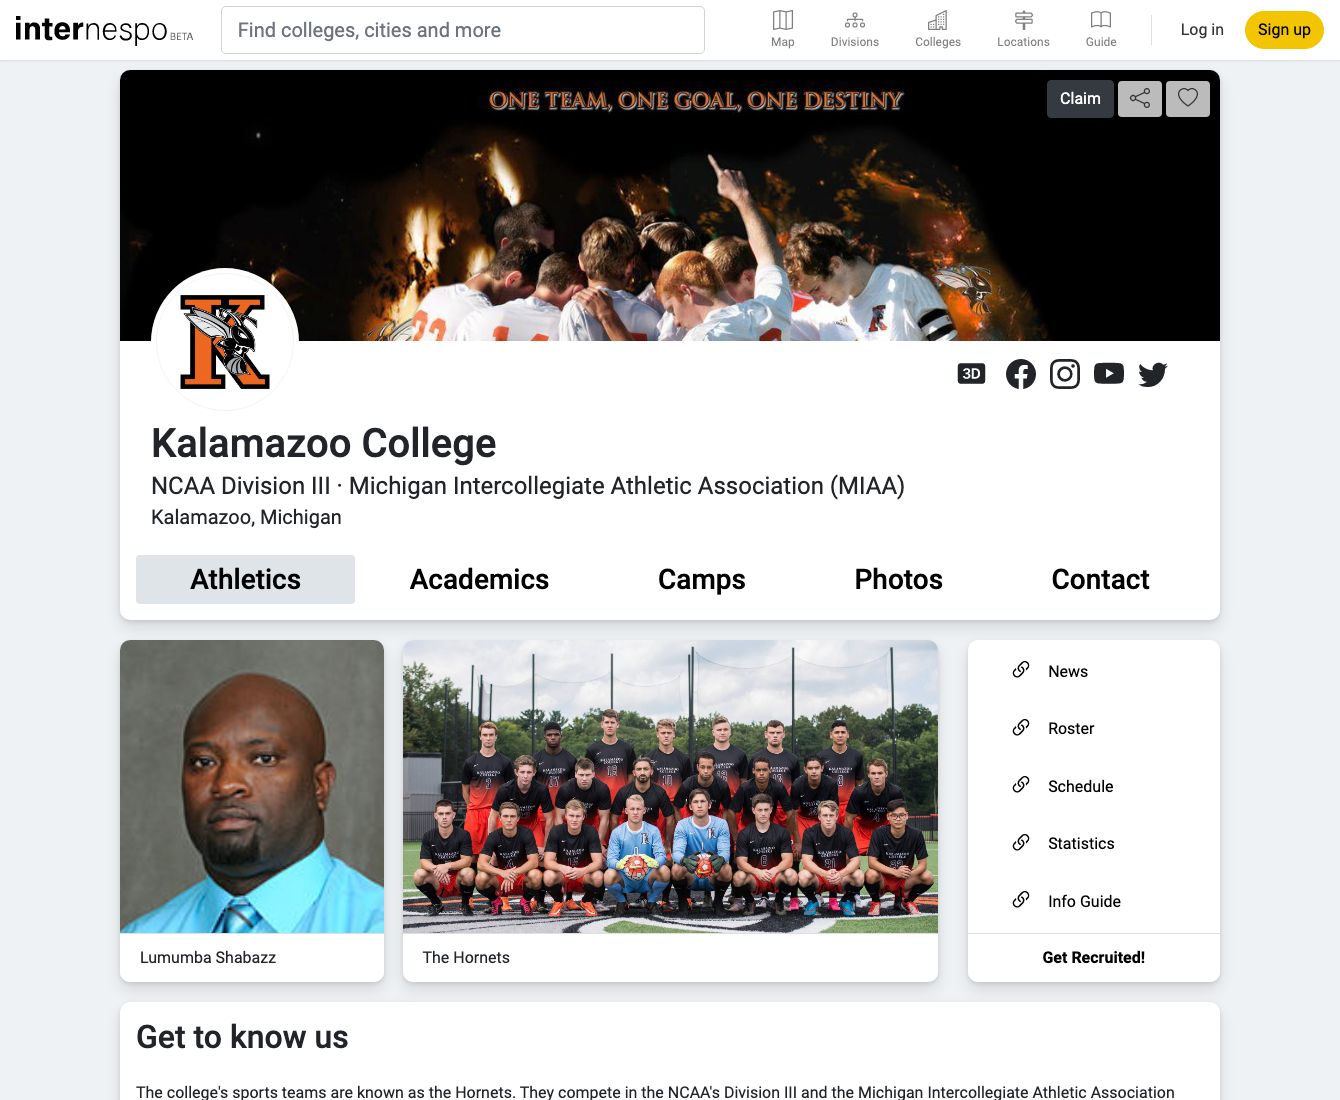 internespo BETA
Find colleges, cities and more
Map
Divisions
Colleges
Locations
Guide
Log in
Sign up
ONE TEAM, ONE GOAL, ONE DESTINY
Claim
K
3D
Kalamazoo College
NCAA Division III · Michigan Intercollegiate Athletic Association (MIAA)
Kalamazoo, Michigan
Athletics
Academics
Camps
Photos
Contact
News
Roster
Schedule
Statistics
Info Guide
Lumumba Shabazz
The Hornets
Get Recruited!
Get to know us
The college's sports teams are known as the Hornets. They compete in the NCAA's Division III and the Michigan Intercollegiate Athletic Association